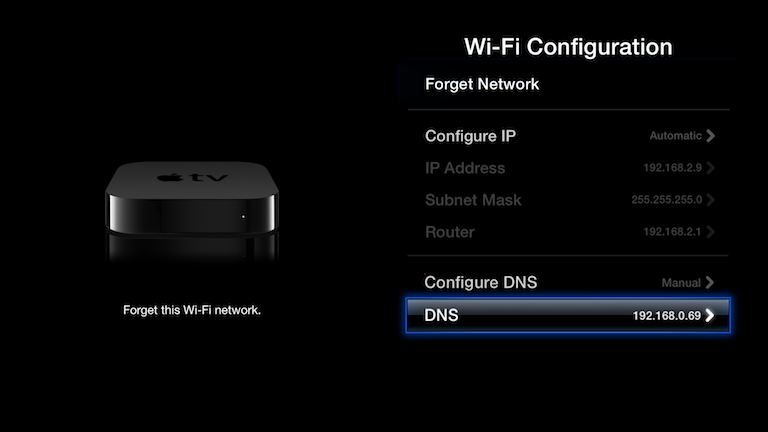 Wi-Fi Configuration
Forget Network
Configure IP Automatic
IP Address 192.168.2.9
Subnet Mask 255.255.255.0
Router 192.168.2.1
Configure DNS Manual
DNS 192.168.0.69
tv
Forget this Wi-Fi network.